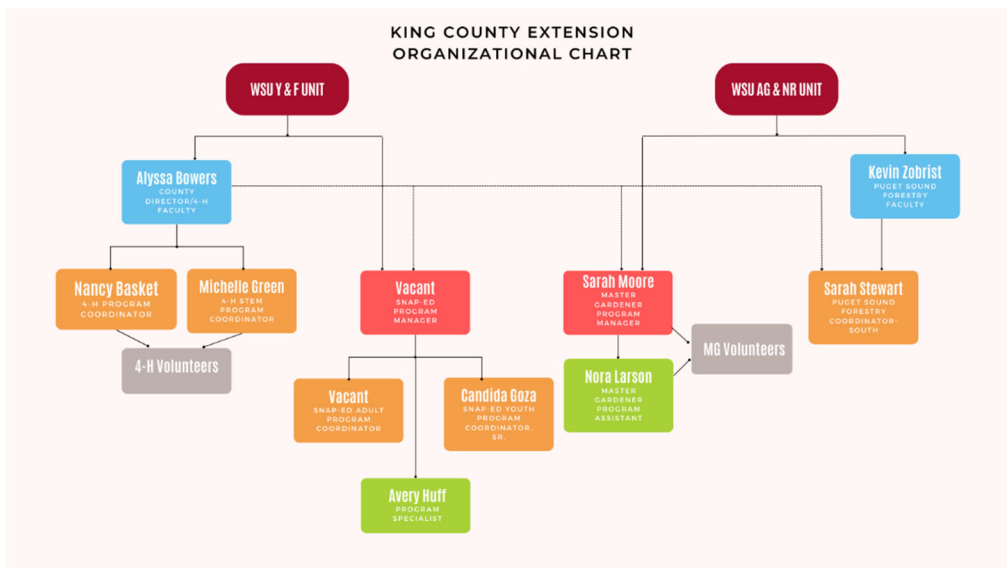 KING COUNTY EXTENSION
ORGANIZATIONAL CHART
WSU Y & F UNIT
WSU AG & NR UNIT
Alyssa Bowers
COUNTY
DIRECTOR/4-H
FACULTY
Kevin Zobrist
PUGET SOUND
FORESTRY
FACULTY
Nancy Basket
4-H PROGRAM
COORDINATOR
Michelle Green
4-H STEM
PROGRAM
COORDINATOR
Vacant
SNAP-ED
PROGRAM
MANAGER
Sarah Moore
MASTER
GARDENER
PROGRAM
MANAGER
Sarah Stewart
PUGET SOUND
FORESTRY
COORDINATOR-
SOUTH
4-H Volunteers
MG Volunteers
Vacant
SNAP-ED ADULT
PROGRAM
COORDINATOR
Candida Goza
SNAP-ED YOUTH
PROGRAM
COORDINATOR,
SR.
Nora Larson
MASTER
GARDENER
PROGRAM
ASSISTANT
Avery Huff
PROGRAM
SPECIALIST